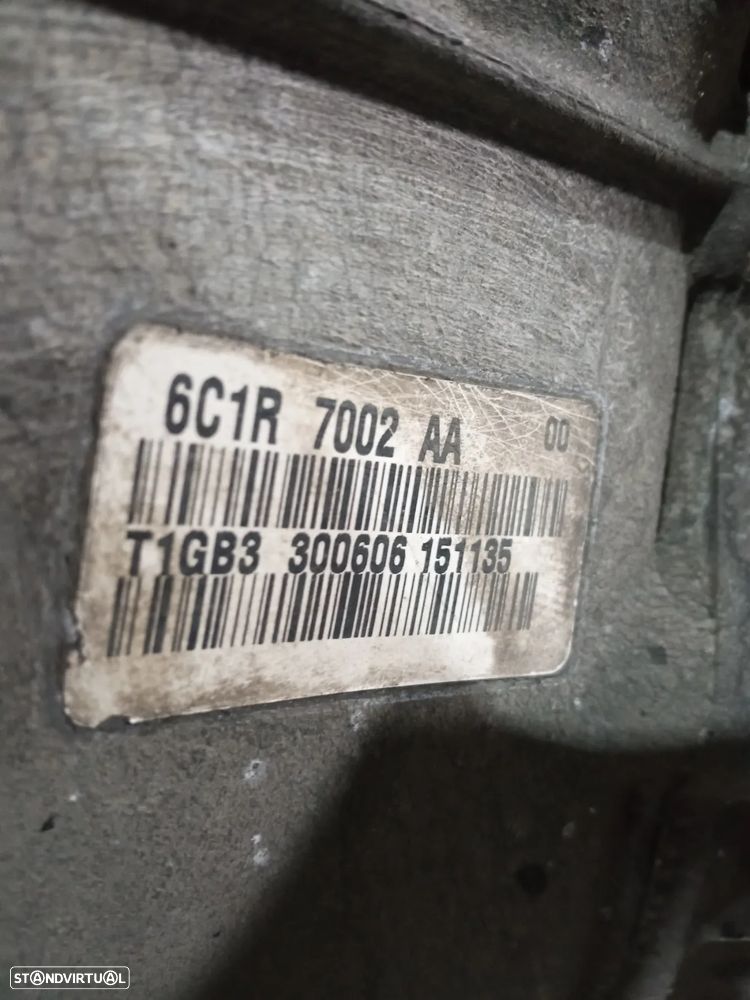 6C1R 7002 AA 00
T1GB3 300606 151135
STANDVIRTUAL